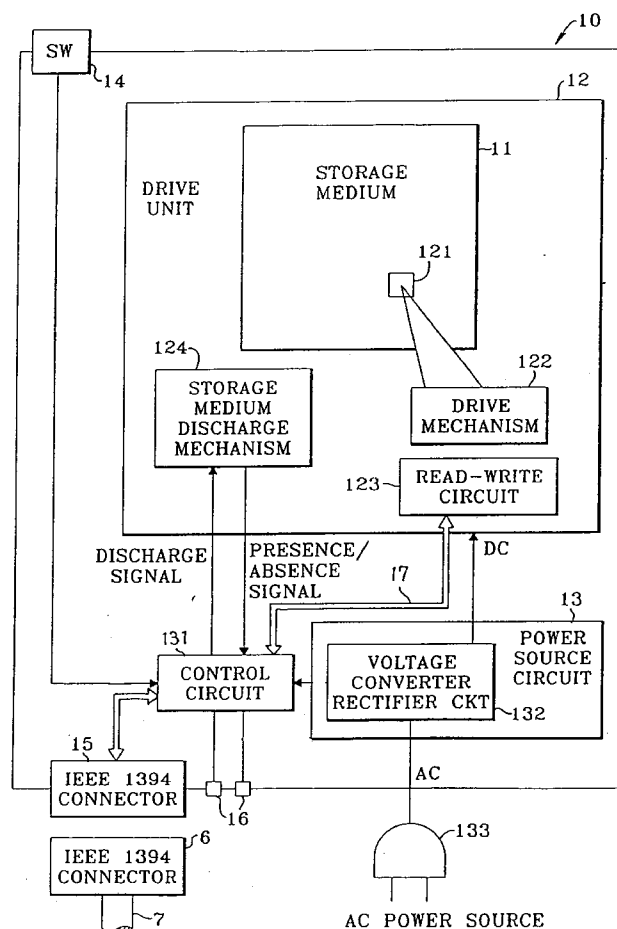 10
SW
14
12
11
STORAGE
MEDIUM
DRIVE
UNIT
121
124
STORAGE
MEDIUM
DISCHARGE
MECHANISM
122
DRIVE
MECHANISM
123
READ-WRITE
CIRCUIT
DISCHARGE
SIGNAL
PRESENCE/
ABSENCE
SIGNAL
17
DC
13
POWER
SOURCE
CIRCUIT
131
CONTROL
CIRCUIT
VOLTAGE
CONVERTER
RECTIFIER CKT
132
15
IEEE 1394
CONNECTOR
16
AC
6
IEEE 1394
CONNECTOR
7
133
AC POWER SOURCE